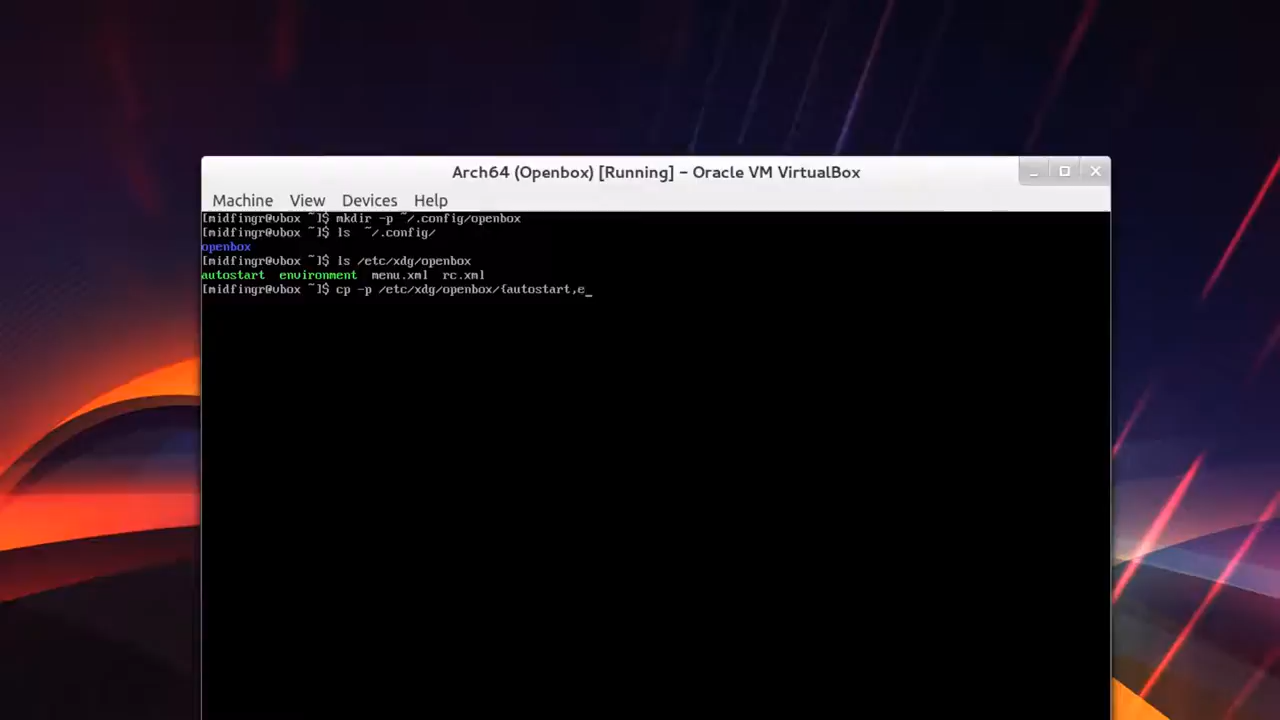 Arch64 (Openbox) [Running] – Oracle VM VirtualBox
Machine View Devices Help
[midfingr@vbox ~]$ mkdir -p ~/.config/openbox
[midfingr@vbox ~]$ ls  ~/.config/
openbox
[midfingr@vbox ~]$ ls /etc/xdg/openbox
autostart  environment  menu.xml  rc.xml
[midfingr@vbox ~]$ cp -p /etc/xdg/openbox/{autostart,e_